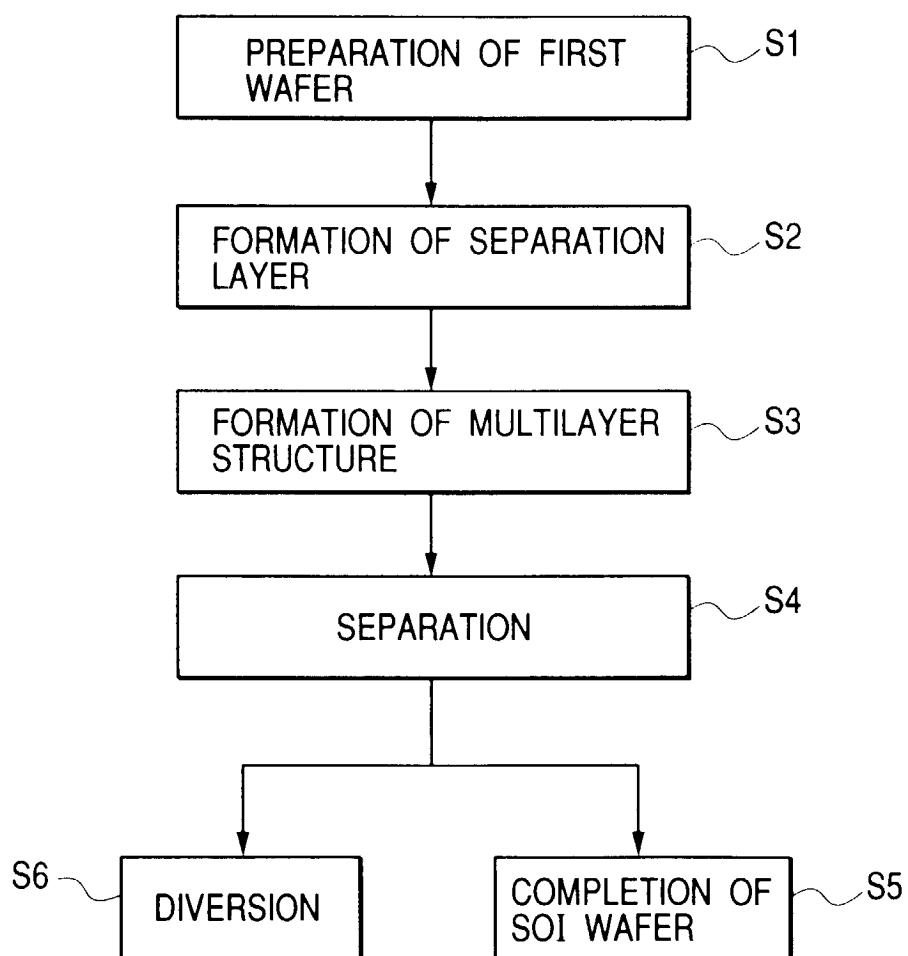 PREPARATION OF FIRST
WAFER
S1
FORMATION OF SEPARATION
LAYER
S2
FORMATION OF MULTILAYER
STRUCTURE
S3
SEPARATION
S4
S6
DIVERSION
COMPLETION OF
SOI WAFER
S5